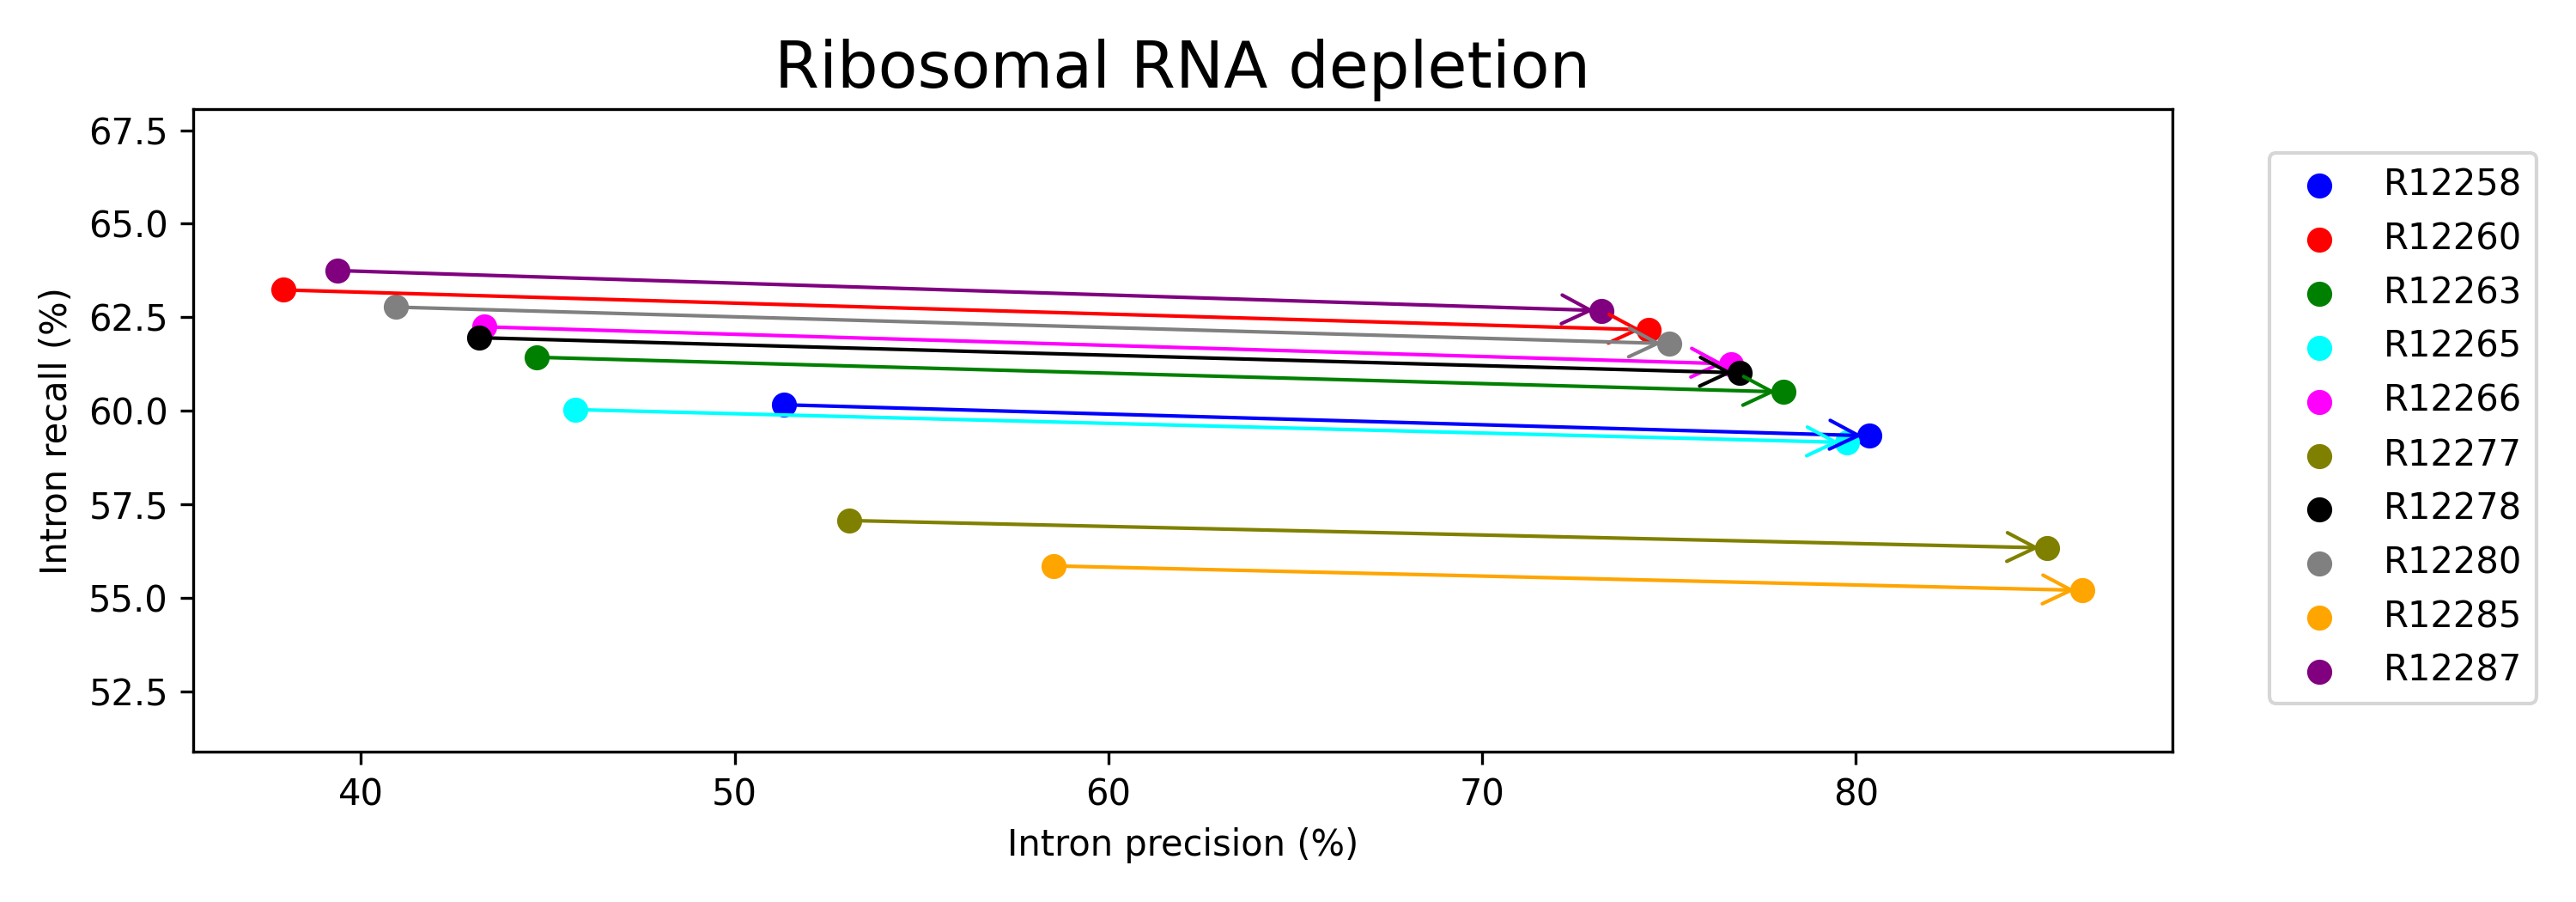 Ribosomal RNA depletion
67.5
65.0
62.5
60.0
57.5
55.0
52.5
Intron recall (%)
40 50 60 70 80
Intron precision (%)
R12258
R12260
R12263
R12265
R12266
R12277
R12278
R12280
R12285
R12287